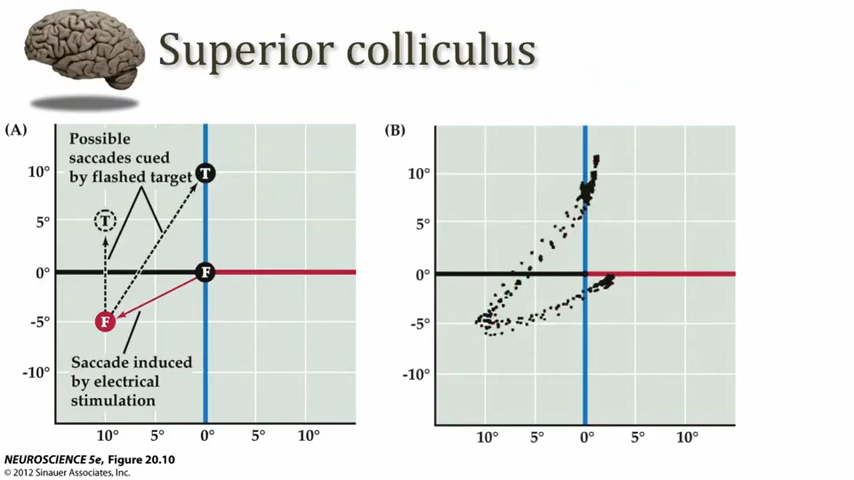 Superior colliculus
(A)
Possible
saccades cued
by flashed target
T
T
F
F
Saccade induced
by electrical
stimulation
10°
5°
0°
-5°
-10°
10°
5°
0°
5°
10°
(B)
10°
5°
0°
-5°
-10°
10°
5°
0°
5°
10°
NEUROSCIENCE 5e, Figure 20.10
© 2012 Sinauer Associates, Inc.